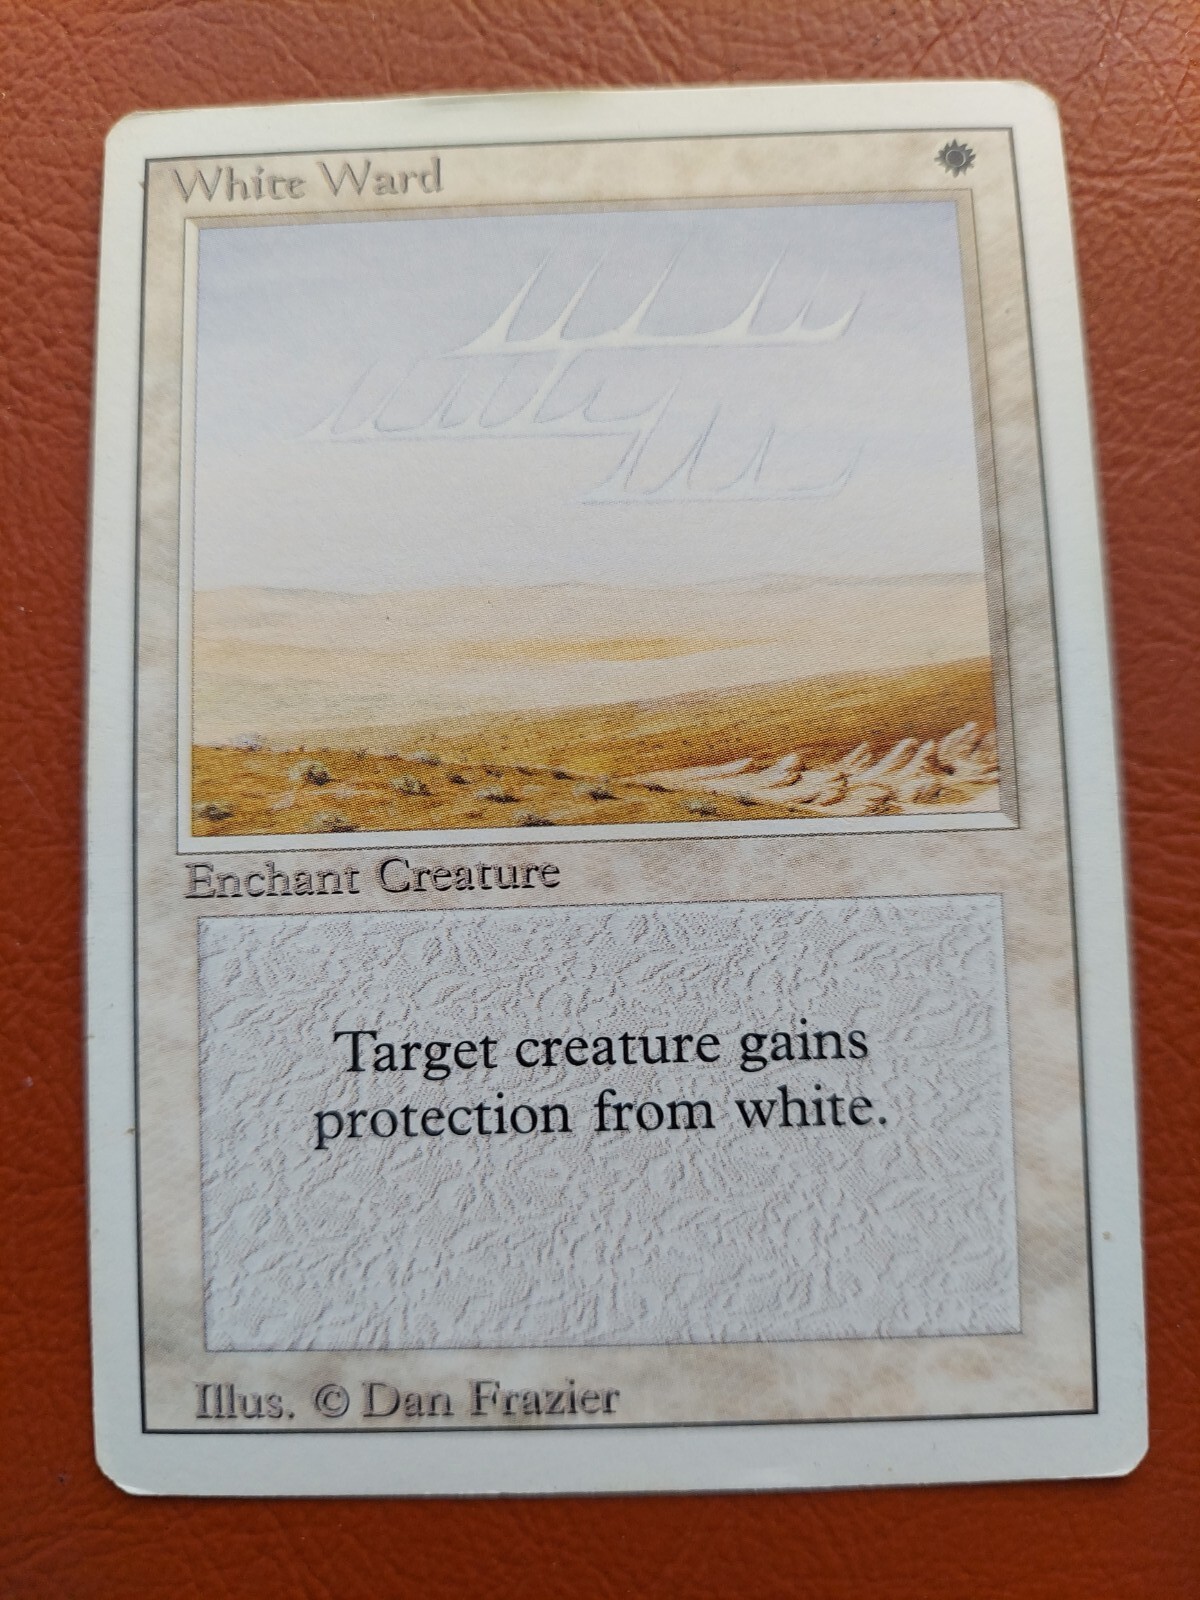 White Ward
Enchant Creature
Target creature gains
protection from white.
Illus. © Dan Frazier